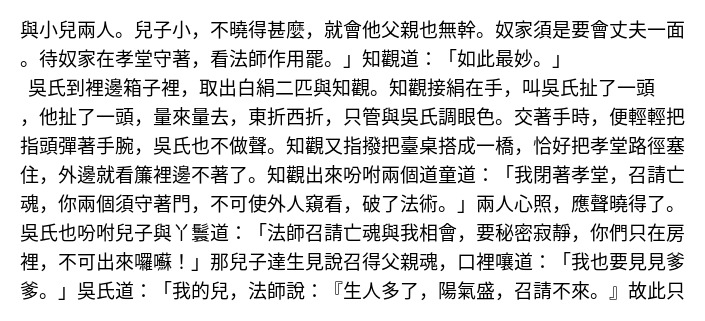 與小兒兩人。兒子小，不曉得甚麼，就會他父親也無幹。奴家須是要會丈夫一面
。待奴家在孝堂守著，看法師作用罷。」知觀道：「如此最妙。」
吳氏到裡邊箱子裡，取出白絹二匹與知觀。知觀接絹在手，叫吳氏扯了一頭
，他扯了一頭，量來量去，東折西折，只管與吳氏調眼色。交著手時，便輕輕把
指頭彈著手腕，吳氏也不做聲。知觀又指撥把臺桌搭成一橋，恰好把孝堂路徑塞
住，外邊就看簾裡邊不著了。知觀出來吩咐兩個道童道：「我閉著孝堂，召請亡
魂，你兩個須守著門，不可使外人窺看，破了法術。」兩人心照，應聲曉得了。
吳氏也吩咐兒子與丫鬟道：「法師召請亡魂與我相會，要秘密寂靜，你們只在房
裡，不可出來囉囌！」那兒子達生見說召得父親魂，口裡嚷道：「我也要見見爹
爹。」吳氏道：「我的兒，法師說：『生人多了，陽氣盛，召請不來。』故此只